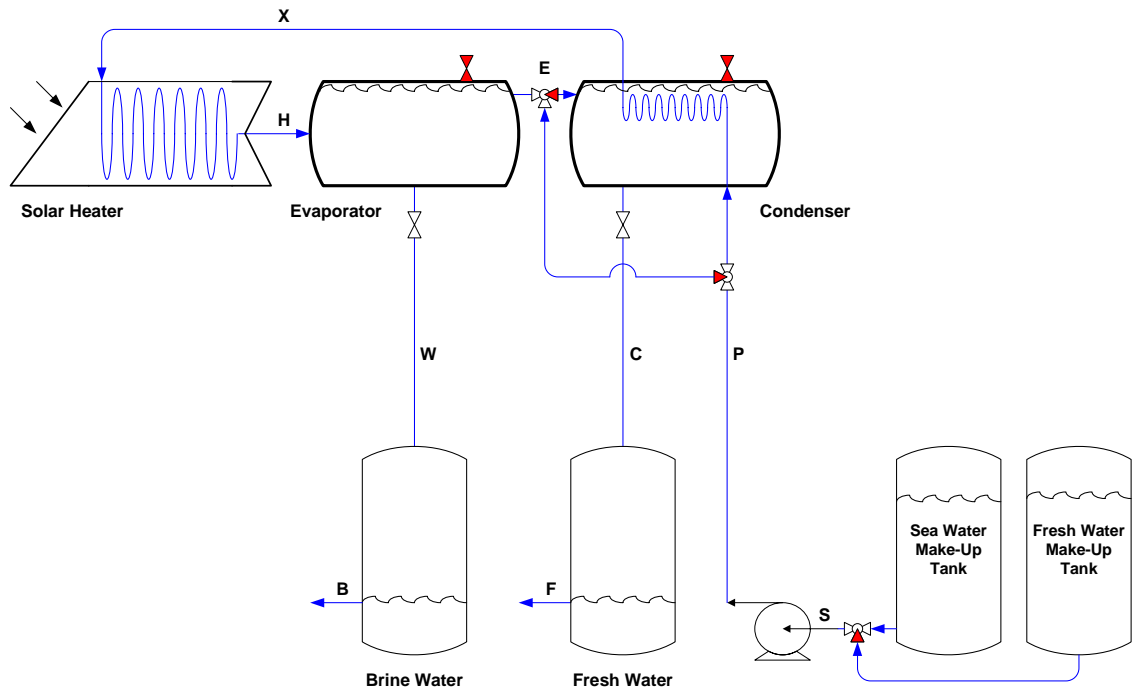 X
E
H
Solar Heater
Evaporator
Condenser
W
C
P
Sea Water
Make-Up
Tank
Fresh Water
Make-Up
Tank
B
F
S
Brine Water
Fresh Water